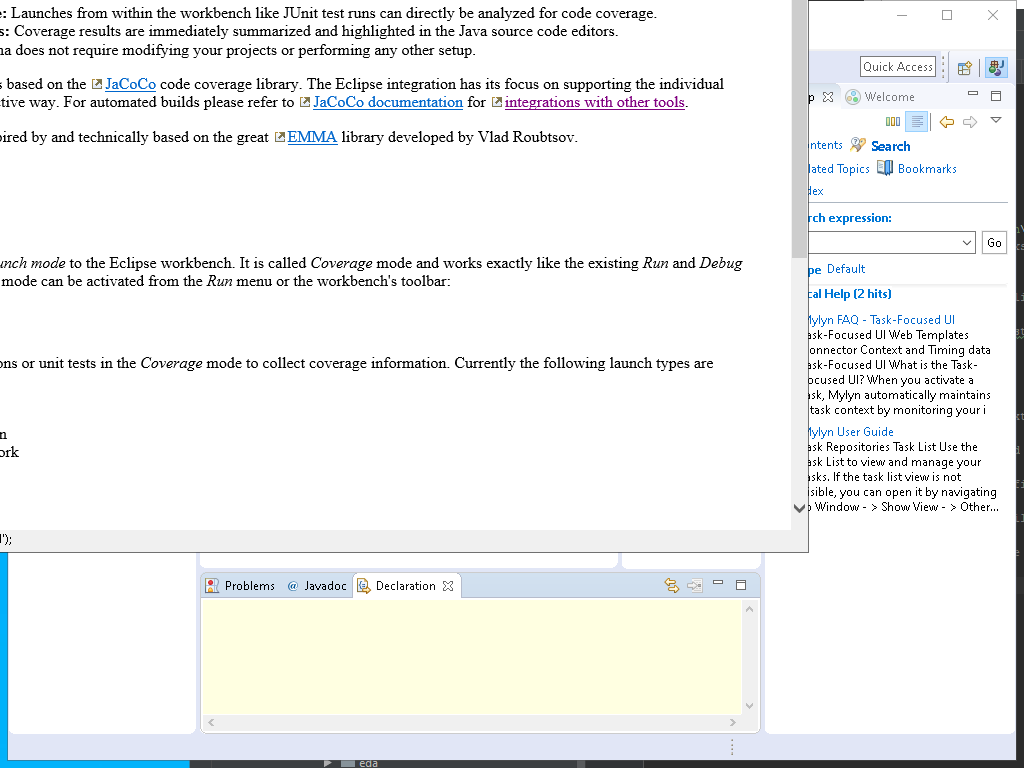 e: Launches from within the workbench like JUnit test runs can directly be analyzed for code coverage.
s: Coverage results are immediately summarized and highlighted in the Java source code editors.
na does not require modifying your projects or performing any other setup.
s based on the JaCoCo code coverage library. The Eclipse integration has its focus on supporting the individual
tive way. For automated builds please refer to JaCoCo documentation for integrations with other tools.
pired by and technically based on the great EMMA library developed by Vlad Roubtsov.
unch mode to the Eclipse workbench. It is called Coverage mode and works exactly like the existing Run and Debug
mode can be activated from the Run menu or the workbench's toolbar:
ons or unit tests in the Coverage mode to collect coverage information. Currently the following launch types are
n
ork
l');
Quick Access
p Welcome
ntents Search
lated Topics Bookmarks
dex
rch expression:
Go
pe Default
cal Help (2 hits)
Mylyn FAQ - Task-Focused UI
ask-Focused UI Web Templates
onnector Context and Timing data
ask-Focused UI What is the Task-
ocused UI? When you activate a
ask, Mylyn automatically maintains
task context by monitoring your i
Mylyn User Guide
ask Repositories Task List Use the
ask List to view and manage your
asks. If the task list view is not
isible, you can open it by navigating
o Window - > Show View - > Other...
Problems @ Javadoc Declaration
eda